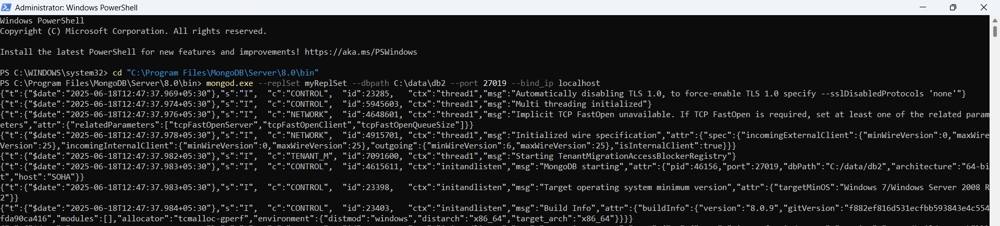 Administrator: Windows PowerShell
Windows PowerShell
Copyright (C) Microsoft Corporation. All rights reserved.
Install the latest PowerShell for new features and improvements! https://aka.ms/PSWindows
PS C:\WINDOWS\system32> cd "C:\Program Files\MongoDB\Server\8.0\bin"
PS C:\Program Files\MongoDB\Server\8.0\bin> mongod.exe --replSet myReplSet --dbpath C:\data\db2 --port 27019 --bind_ip localhost
{"t":{"$date":"2025-06-18T12:47:37.969+05:30"},"s":"I",  "c":"CONTROL",  "id":23285,   "ctx":"thread1","msg":"Automatically disabling TLS 1.0, to force-enable TLS 1.0 specify --sslDisabledProtocols 'none'"}
{"t":{"$date":"2025-06-18T12:47:37.974+05:30"},"s":"I",  "c":"CONTROL",  "id":5945603, "ctx":"thread1","msg":"Multi threading initialized"}
{"t":{"$date":"2025-06-18T12:47:37.976+05:30"},"s":"I",  "c":"NETWORK",  "id":4648601, "ctx":"thread1","msg":"Implicit TCP FastOpen unavailable. If TCP FastOpen is required, set at least one of the related param
eters","attr":{"relatedParameters":["tcpFastOpenServer","tcpFastOpenClient","tcpFastOpenQueueSize"]}}
{"t":{"$date":"2025-06-18T12:47:37.978+05:30"},"s":"I",  "c":"NETWORK",  "id":4915701, "ctx":"thread1","msg":"Initialized wire specification","attr":{"spec":{"incomingExternalClient":{"minWireVersion":0,"maxWire
Version":25},"incomingInternalClient":{"minWireVersion":0,"maxWireVersion":25},"outgoing":{"minWireVersion":6,"maxWireVersion":25},"isInternalClient":true}}}
{"t":{"$date":"2025-06-18T12:47:37.982+05:30"},"s":"I",  "c":"TENANT_M", "id":7091600, "ctx":"thread1","msg":"Starting TenantMigrationAccessBlockerRegistry"}
{"t":{"$date":"2025-06-18T12:47:37.983+05:30"},"s":"I",  "c":"CONTROL",  "id":4615611, "ctx":"initandlisten","msg":"MongoDB starting","attr":{"pid":46156,"port":27019,"dbPath":"C:/data/db2","architecture":"64-bi
t","host":"SOHA"}}
{"t":{"$date":"2025-06-18T12:47:37.983+05:30"},"s":"I",  "c":"CONTROL",  "id":23398,   "ctx":"initandlisten","msg":"Target operating system minimum version","attr":{"targetMinOS":"Windows 7/Windows Server 2008 R
2"}}
{"t":{"$date":"2025-06-18T12:47:37.984+05:30"},"s":"I",  "c":"CONTROL",  "id":23403,   "ctx":"initandlisten","msg":"Build Info","attr":{"buildInfo":{"version":"8.0.9","gitVersion":"f882ef816d531ecfbb593843e4c554
fda90ca416","modules":[],"allocator":"tcmalloc-gperf","environment":{"distmod":"windows","distarch":"x86_64","target_arch":"x86_64"}}}}